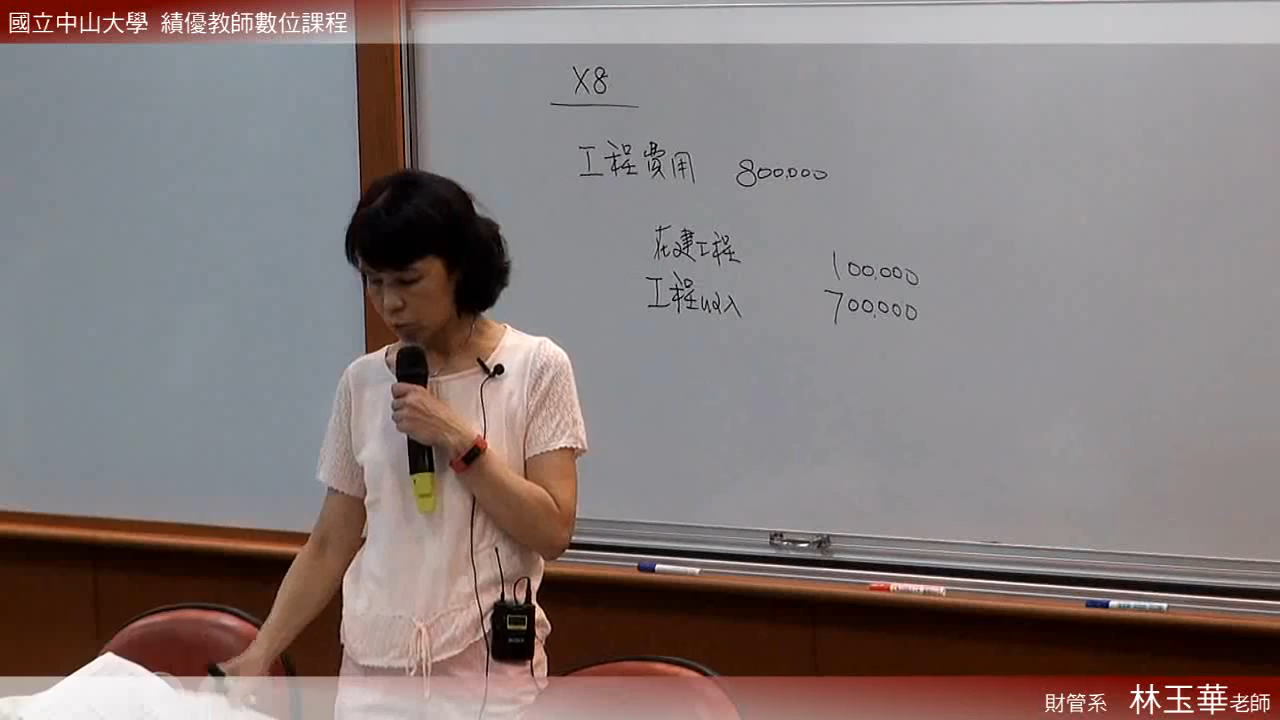 國立中山大學 績優教師數位課程
X8
工程費用 800,000
在建工程 100,000
工程收入 700,000
財管系 林玉華老師